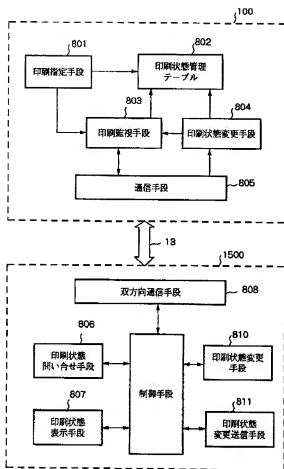 100
801
印刷指定手段
802
印刷状態管理
テーブル
803
印刷監視手段
804
印刷状態変更手段
通信手段
805
13
1500
双方向通信手段
808
806
印刷状態
問い合せ手段
810
印刷状態変更
手段
制御手段
807
印刷状態
表示手段
811
印刷状態
変更送信手段